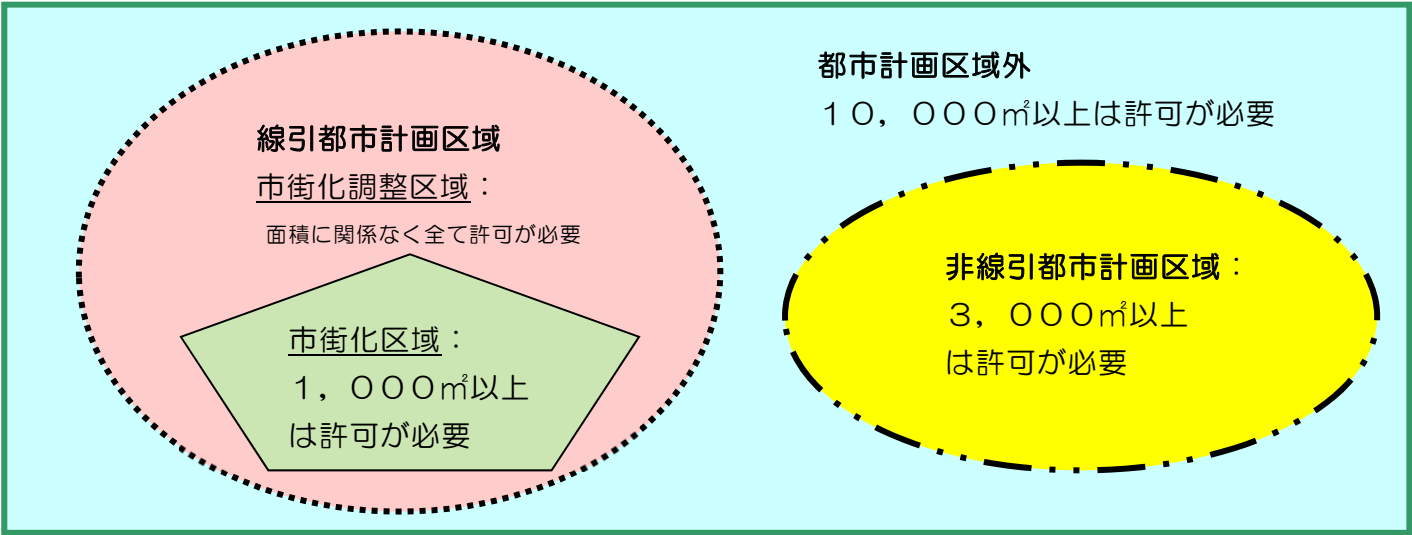 線引都市計画区域
市街化調整区域：
面積に関係なく全て許可が必要
市街化区域：
１，０００㎡以上
は許可が必要
都市計画区域外
１０，０００㎡以上は許可が必要
非線引都市計画区域：
３，０００㎡以上
は許可が必要